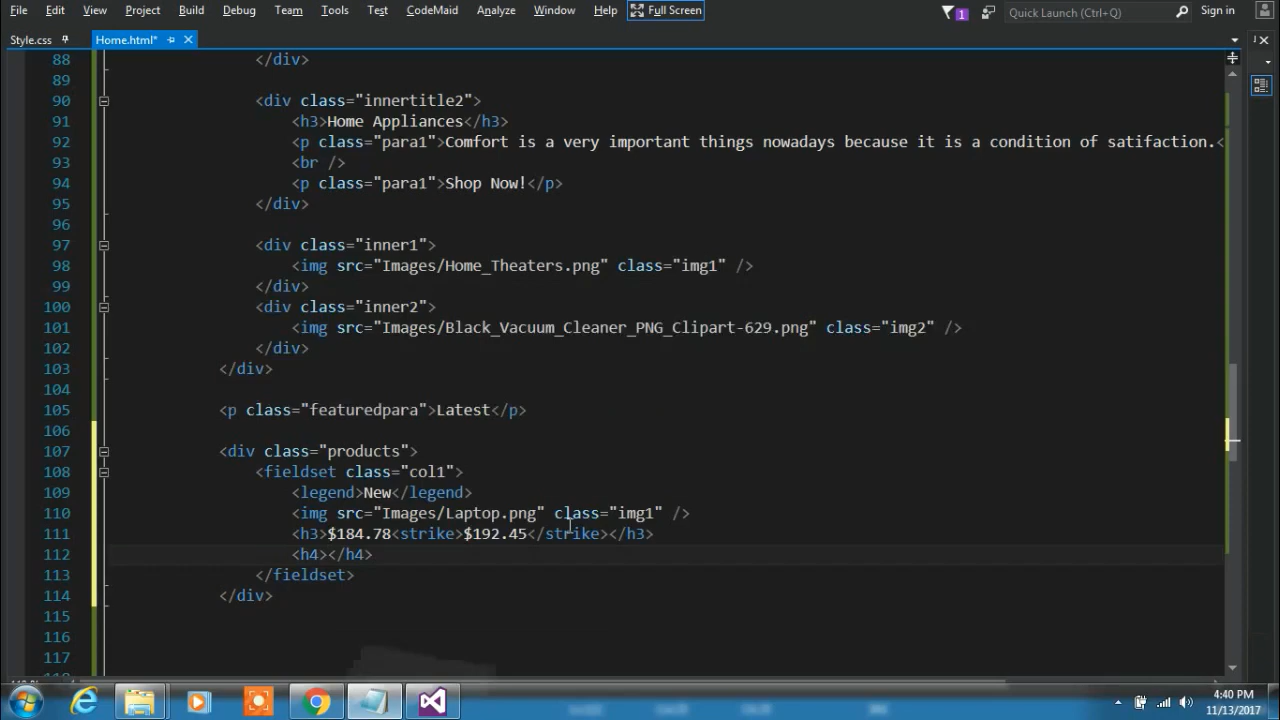 File Edit View Project Build Debug Team Tools Test CodeMaid Analyze Window Help Full Screen 1 Quick Launch (Ctrl+Q) Sign in
Style.css Home.html*
88 </div>
89
90 <div class="innertitle2">
91 <h3>Home Appliances</h3>
92 <p class="para1">Comfort is a very important things nowadays because it is a condition of satifaction.<
93 <br />
94 <p class="para1">Shop Now!</p>
95 </div>
96
97 <div class="inner1">
98 <img src="Images/Home_Theaters.png" class="img1" />
99 </div>
100 <div class="inner2">
101 <img src="Images/Black_Vacuum_Cleaner_PNG_Clipart-629.png" class="img2" />
102 </div>
103 </div>
104
105 <p class="featuredpara">Latest</p>
106
107 <div class="products">
108 <fieldset class="col1">
109 <legend>New</legend>
110 <img src="Images/Laptop.png" class="img1" />
111 <h3>$184.78<strike>$192.45</strike></h3>
112 <h4></h4>
113 </fieldset>
114 </div>
115
116
117
4:40 PM
11/13/2017